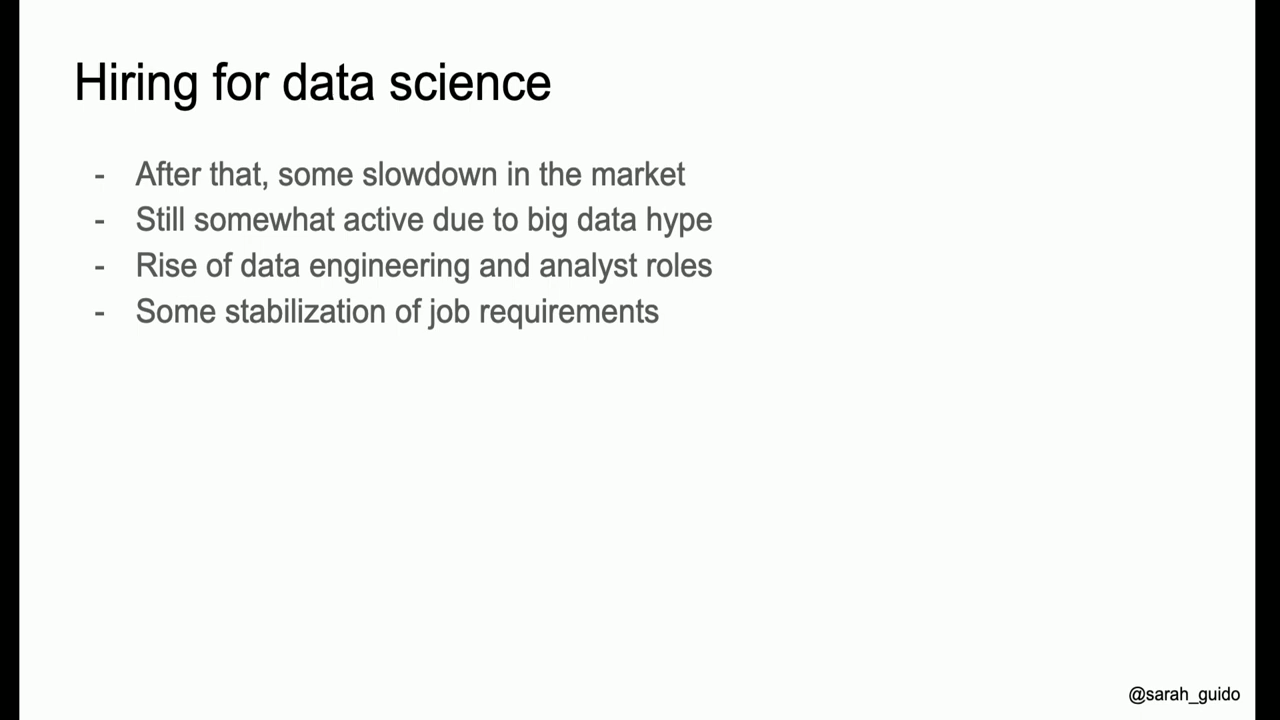 Hiring for data science
- After that, some slowdown in the market
- Still somewhat active due to big data hype
- Rise of data engineering and analyst roles
- Some stabilization of job requirements
@sarah_guido